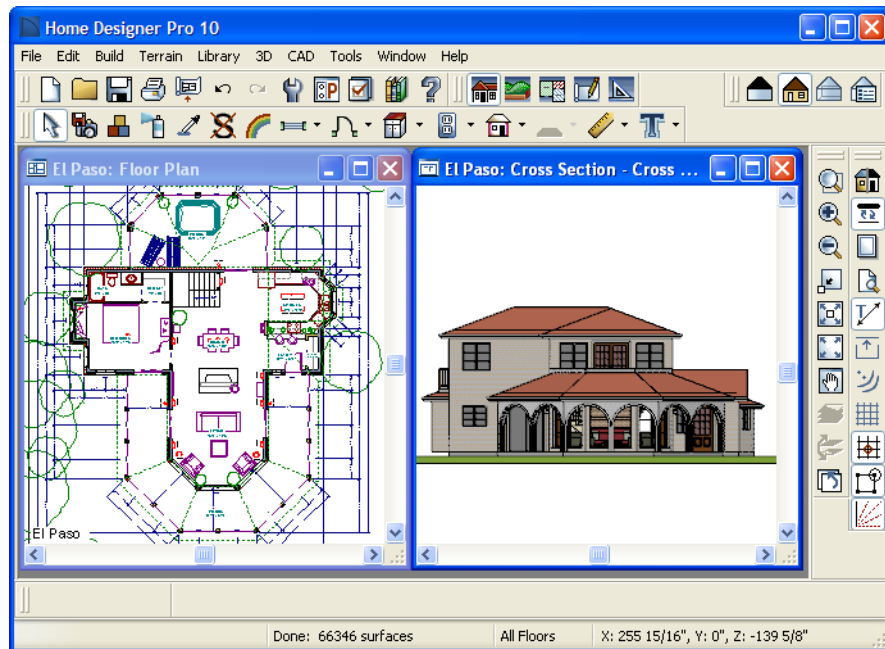 Home Designer Pro 10
File Edit Build Terrain Library 3D CAD Tools Window Help
El Paso: Floor Plan
El Paso: Cross Section - Cross ...
El Paso
Done: 66346 surfaces All Floors X: 255 15/16", Y: 0", Z: -139 5/8"